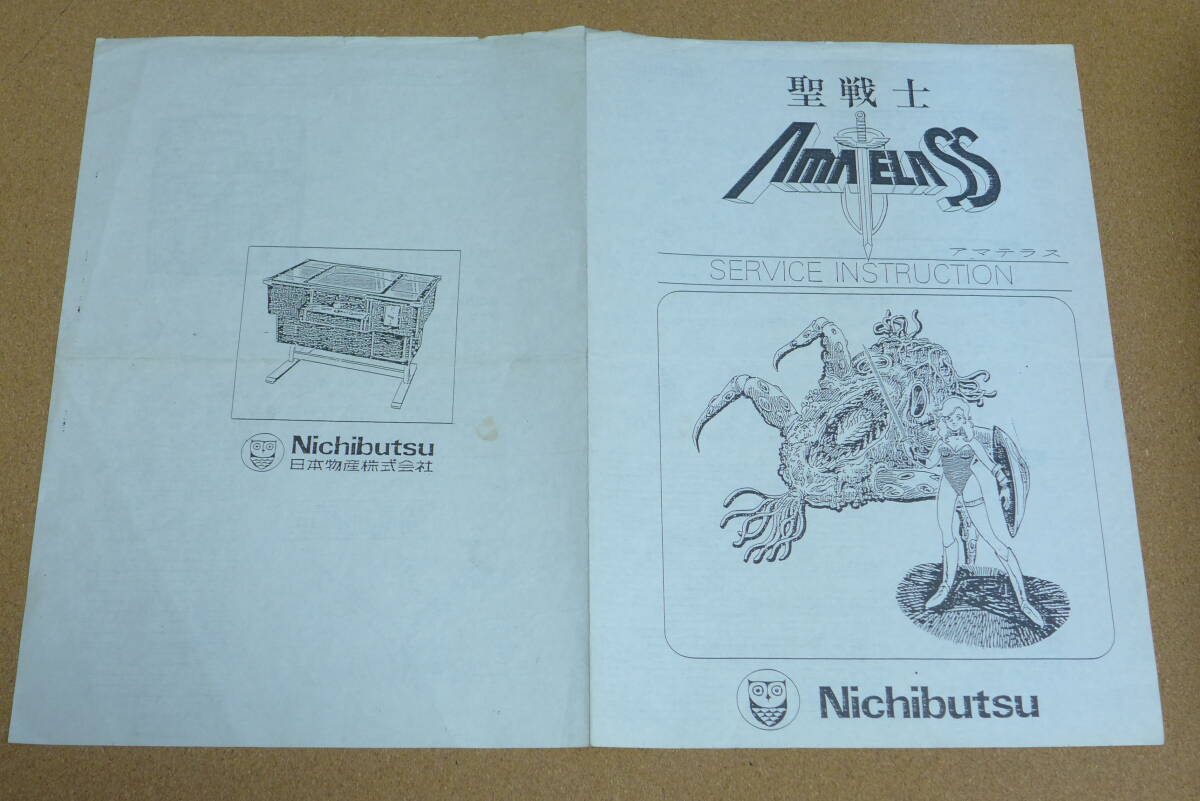 Nichibutsu
日本物産株式会社
聖戦士
AMATELASS
アマテラス
SERVICE INSTRUCTION
Nichibutsu